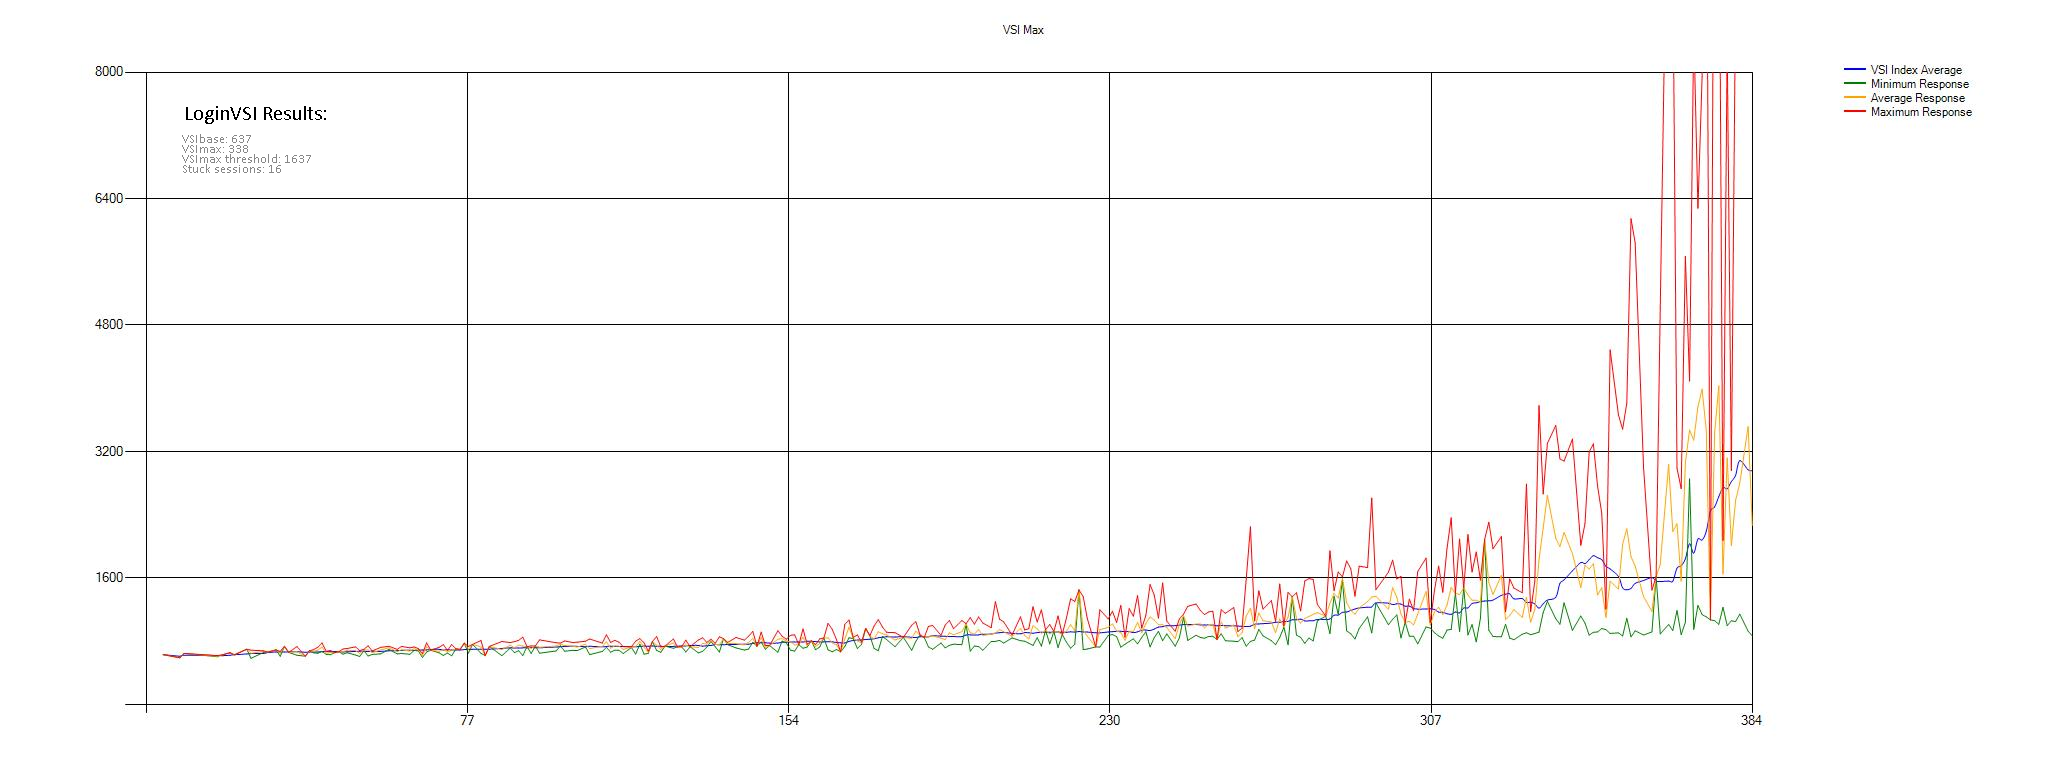 VSI Max
8000
6400
4800
3200
1600
77
154
230
307
384
LoginVSI Results:
VSIbase: 637
VSImax: 338
VSImax threshold: 1637
Stuck sessions: 16
VSI Index Average
Minimum Response
Average Response
Maximum Response